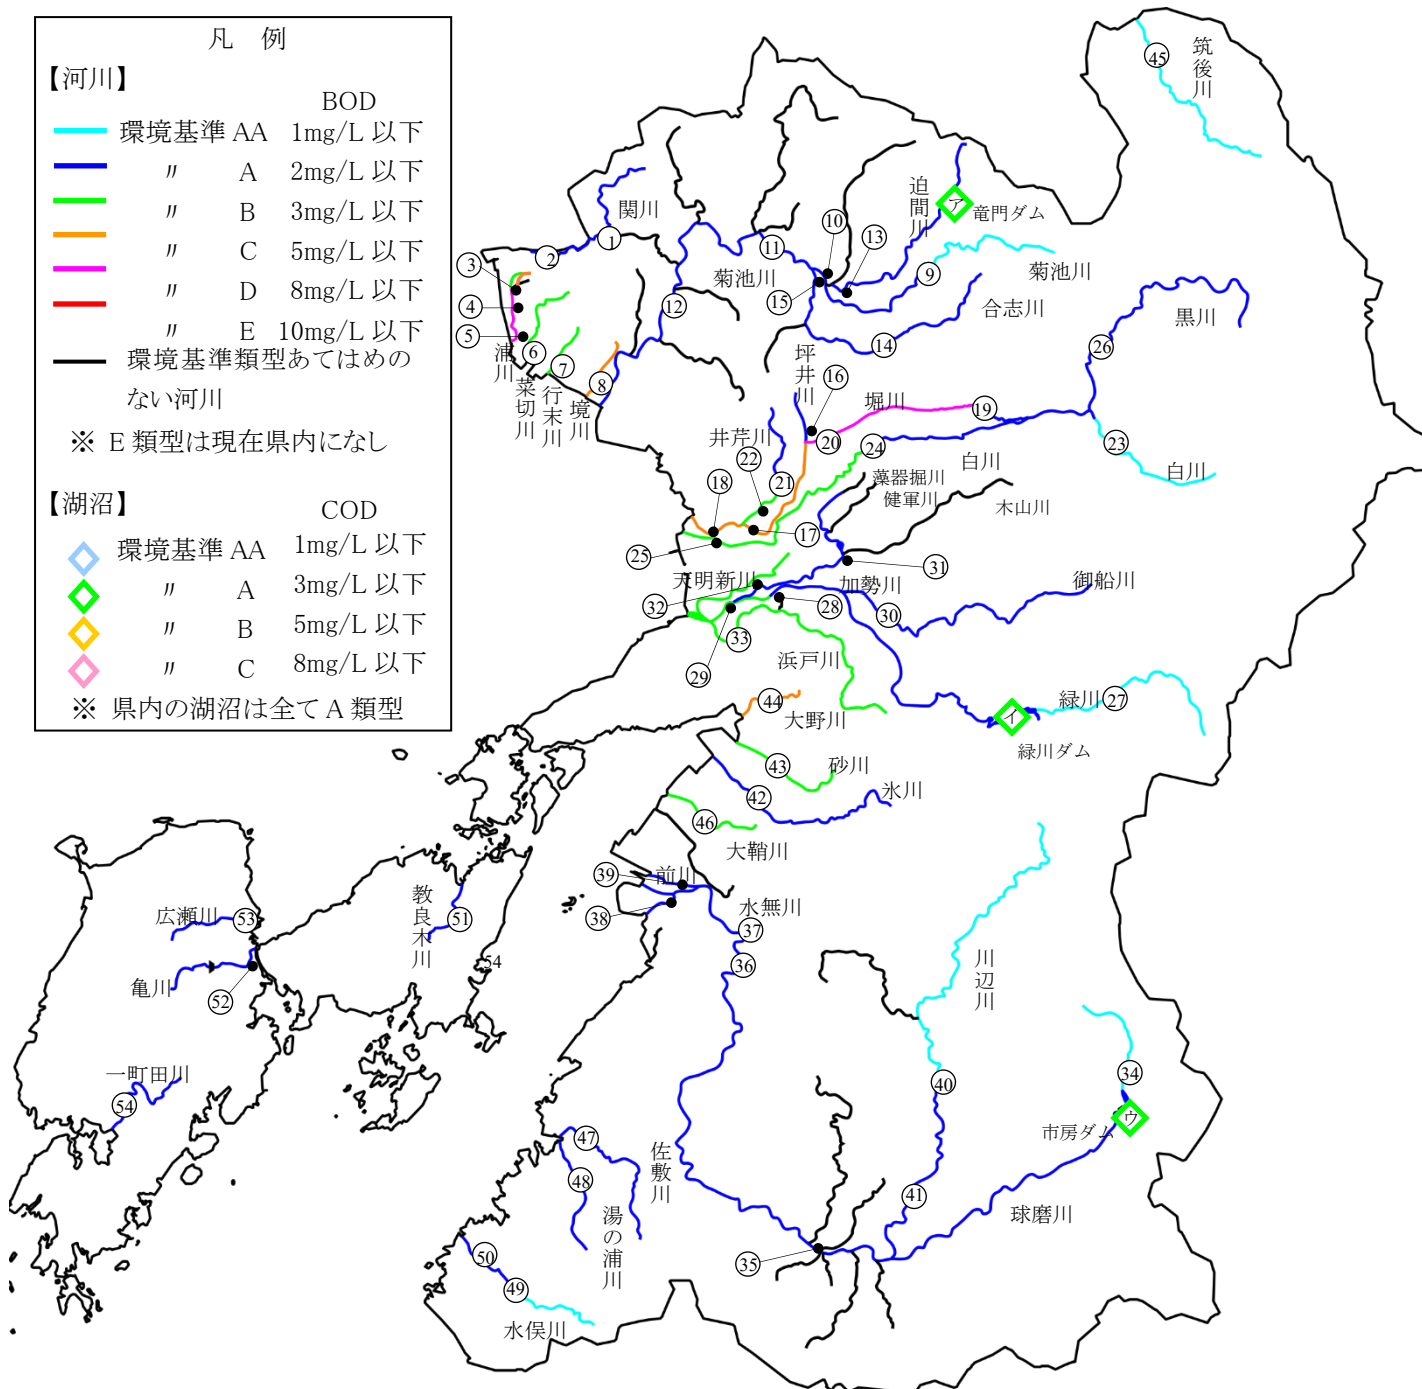 凡 例
【河川】
BOD
環境基準 AA 1mg/L 以下
〃 A 2mg/L 以下
〃 B 3mg/L 以下
〃 C 5mg/L 以下
〃 D 8mg/L 以下
〃 E 10mg/L 以下
環境基準類型あてはめの
ない河川
※ E 類型は現在県内になし
【湖沼】
COD
環境基準 AA 1mg/L 以下
〃 A 3mg/L 以下
〃 B 5mg/L 以下
〃 C 8mg/L 以下
※ 県内の湖沼は全て A 類型
㊺
筑後川
関川
①
②
③
④
⑤
⑥
⑦
⑧
浦川
菜切川
行末川
境川
迫間川
ア
竜門ダム
⑩
⑬
⑪
⑨
菊池川
菊池川
⑮
⑫
合志川
⑭
黒川
㉖
坪井川
⑯
堀川
⑲
⑳
井芹川
㉒
㉔
㉑
白川
㉓
白川
藻器堀川
健軍川
木山川
⑱
⑰
㉕
㉛
天明新川
加勢川
御船川
㉜
㉘
㉚
㉝
㉙
浜戸川
㊹
大野川
緑川
㉗
イ
緑川ダム
㊸
砂川
㊷
氷川
㊻
大鞘川
㊴
前川
㊳
水無川
㊲
㊱
教良木川
51
広瀬川
53
54
亀川
52
川辺川
一町田川
54
㊵
㉞
ウ
市房ダム
㊼
佐敷川
㊽
湯の浦川
㊶
球磨川
㉟
㊿
㊾
水俣川